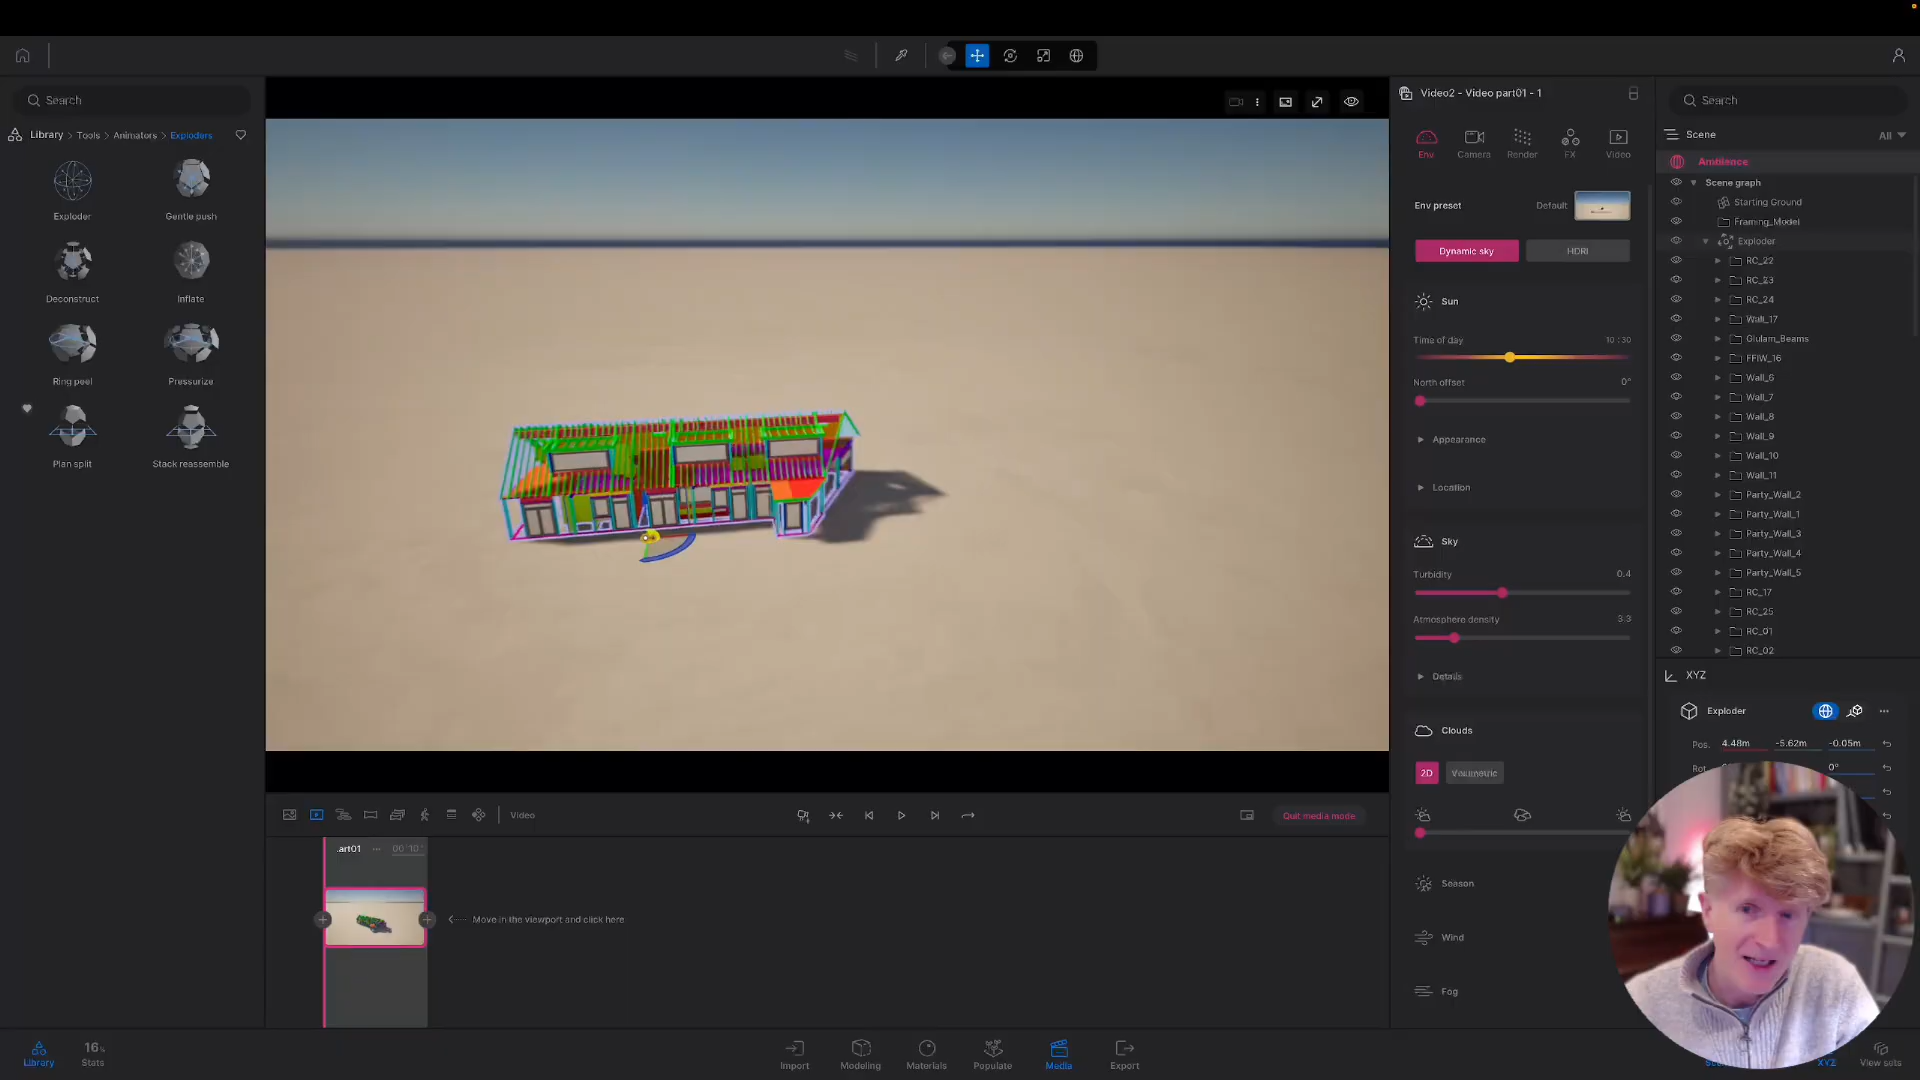 Search
Library > Tools > Animators > Exploders
Exploder
Gentle push
Deconstruct
Inflate
Ring peel
Pressurize
Plan split
Stack reassemble
Video2 - Video part01 - 1
Env
Camera
Render
FX
Video
Env preset
Default
Dynamic sky
HDRI
Sun
Time of day
10 : 30
North offset
0°
Appearance
Location
Sky
Turbidity
0.4
Atmosphere density
3.3
Details
Clouds
2D
Volumetric
Season
Wind
Fog
Search
Scene
All
Ambience
Scene graph
Starting Ground
Framing_Model
Exploder
RC_22
RC_23
RC_24
Wall_17
Glulam_Beams
FFIW_16
Wall_6
Wall_7
Wall_8
Wall_9
Wall_10
Wall_11
Party_Wall_2
Party_Wall_1
Party_Wall_3
Party_Wall_4
Party_Wall_5
RC_17
RC_25
RC_01
RC_02
XYZ
Exploder
Pos. 4.48m -5.62m -0.05m
Rot. 0°
Video
Quit media mode
.art01 ... 00'10"
Move in the viewport and click here
Library
16%
Stats
Import
Modeling
Materials
Populate
Media
Export
XYZ
View sets